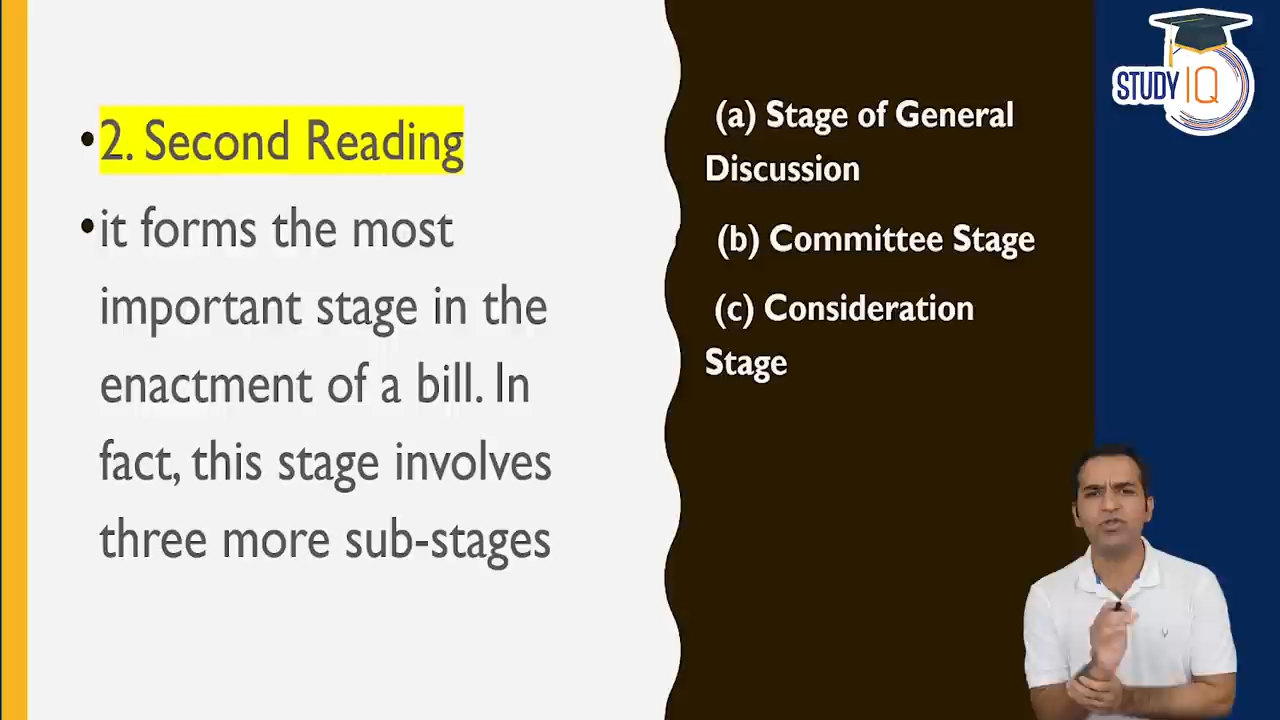 •2. Second Reading
•it forms the most
important stage in the
enactment of a bill. In
fact, this stage involves
three more sub-stages
(a) Stage of General
Discussion
(b) Committee Stage
(c) Consideration
Stage
STUDY IQ